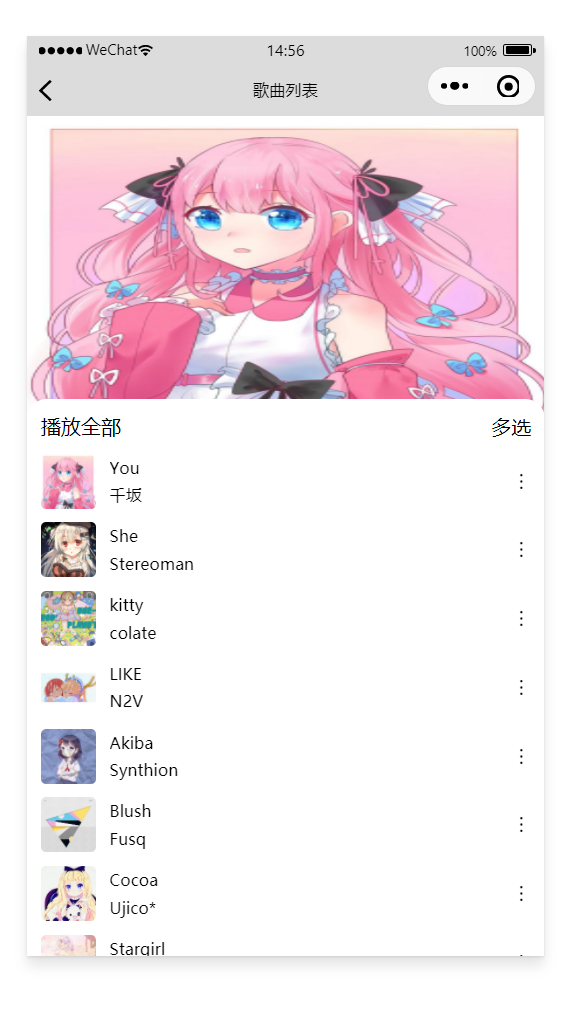 WeChat 14:56 100%
歌曲列表
播放全部 多选
You
千坂
She
Stereoman
kitty
colate
LIKE
N2V
Akiba
Synthion
Blush
Fusq
Cocoa
Ujico*
Stargirl